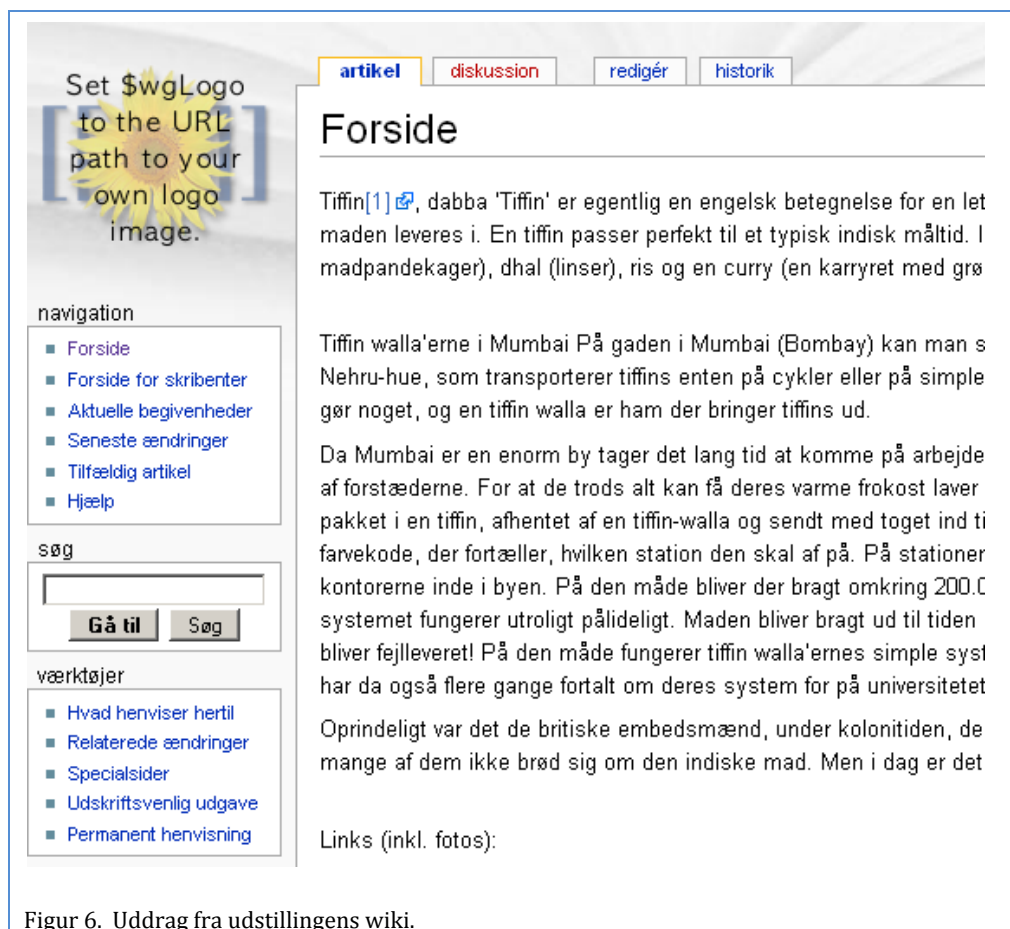 Set $wgLogo
to the URL
path to your
own logo
image.
artikel diskussion redigér historik
Forside
Tiffin[1], dabba 'Tiffin' er egentlig en engelsk betegnelse for en let
maden leveres i. En tiffin passer perfekt til et typisk indisk måltid. I
madpandekager), dhal (linser), ris og en curry (en karryret med grø
Tiffin walla'erne i Mumbai På gaden i Mumbai (Bombay) kan man s
Nehru-hue, som transporterer tiffins enten på cykler eller på simple
gør noget, og en tiffin walla er ham der bringer tiffins ud.
Da Mumbai er en enorm by tager det lang tid at komme på arbejde
af forstæderne. For at de trods alt kan få deres varme frokost laver
pakket i en tiffin, afhentet af en tiffin-walla og sendt med toget ind ti
farvekode, der fortæller, hvilken station den skal af på. På stationer
kontorerne inde i byen. På den måde bliver der bragt omkring 200.0
systemet fungerer utroligt pålideligt. Maden bliver bragt ud til tiden
bliver fejlleveret! På den måde fungerer tiffin walla'ernes simple syst
har da også flere gange fortalt om deres system for på universitetet
Oprindeligt var det de britiske embedsmænd, under kolonitiden, de
mange af dem ikke brød sig om den indiske mad. Men i dag er det
Links (inkl. fotos):
navigation
Forside
Forside for skribenter
Aktuelle begivenheder
Seneste ændringer
Tilfældig artikel
Hjælp
søg
Gå til Søg
værktøjer
Hvad henviser hertil
Relaterede ændringer
Specialsider
Udskriftsvenlig udgave
Permanent henvisning
Figur 6. Uddrag fra udstillingens wiki.